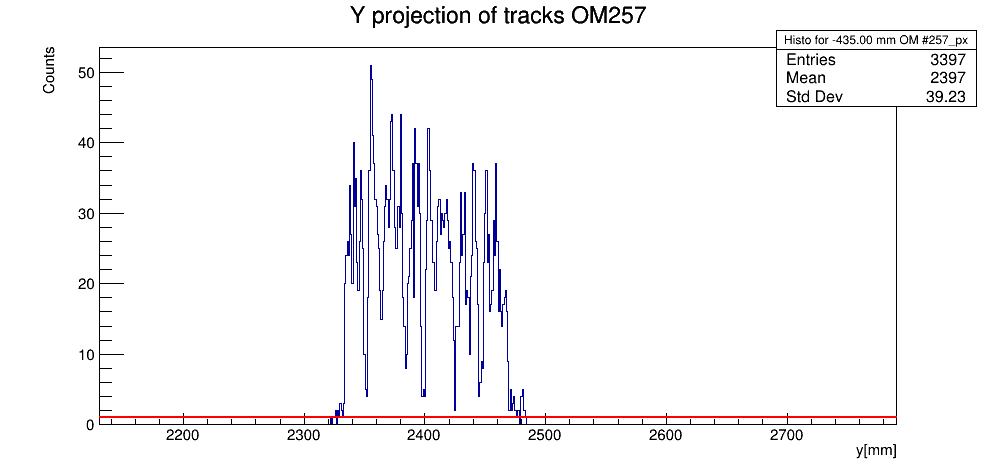 Y projection of tracks OM257
Histo for -435.00 mm OM #257_px
Entries 3397
Mean 2397
Std Dev 39.23
Counts
50
40
30
20
10
0
2200 2300 2400 2500 2600 2700
y[mm]